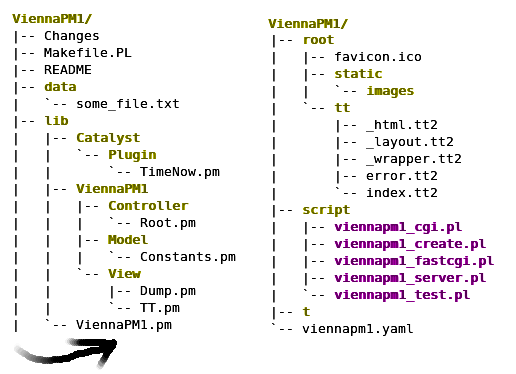 ViennaPM1/
|-- Changes
|-- Makefile.PL
|-- README
|-- data
|   `-- some_file.txt
|-- lib
|   |-- Catalyst
|   |   `-- Plugin
|   |       `-- TimeNow.pm
|   |-- ViennaPM1
|   |   |-- Controller
|   |   |   `-- Root.pm
|   |   |-- Model
|   |   |   `-- Constants.pm
|   |   `-- View
|   |       |-- Dump.pm
|   |       `-- TT.pm
|   `-- ViennaPM1.pm
ViennaPM1/
|-- root
|   |-- favicon.ico
|   |-- static
|   |   `-- images
|   `-- tt
|       |-- _html.tt2
|       |-- _layout.tt2
|       |-- _wrapper.tt2
|       |-- error.tt2
|       `-- index.tt2
|-- script
|   |-- viennapm1_cgi.pl
|   |-- viennapm1_create.pl
|   |-- viennapm1_fastcgi.pl
|   |-- viennapm1_server.pl
|   `-- viennapm1_test.pl
|-- t
`-- viennapm1.yaml